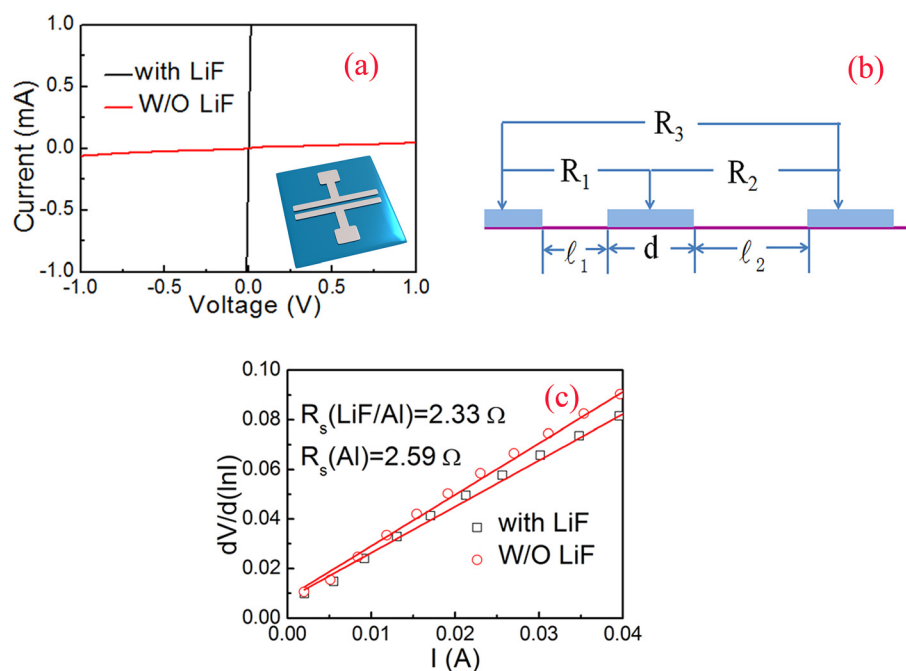 (a)
with LiF
W/O LiF
Current (mA)
1.0
0.5
0.0
-0.5
-1.0
-1.0 -0.5 0.0 0.5 1.0
Voltage (V)
(b)
R₃
R₁ R₂
ℓ₁ d ℓ₂
(c)
Rₛ(LiF/Al)=2.33 Ω
Rₛ(Al)=2.59 Ω
with LiF
W/O LiF
dV/d(lnI)
0.10
0.08
0.06
0.04
0.02
0.00
0.00 0.01 0.02 0.03 0.04
I (A)